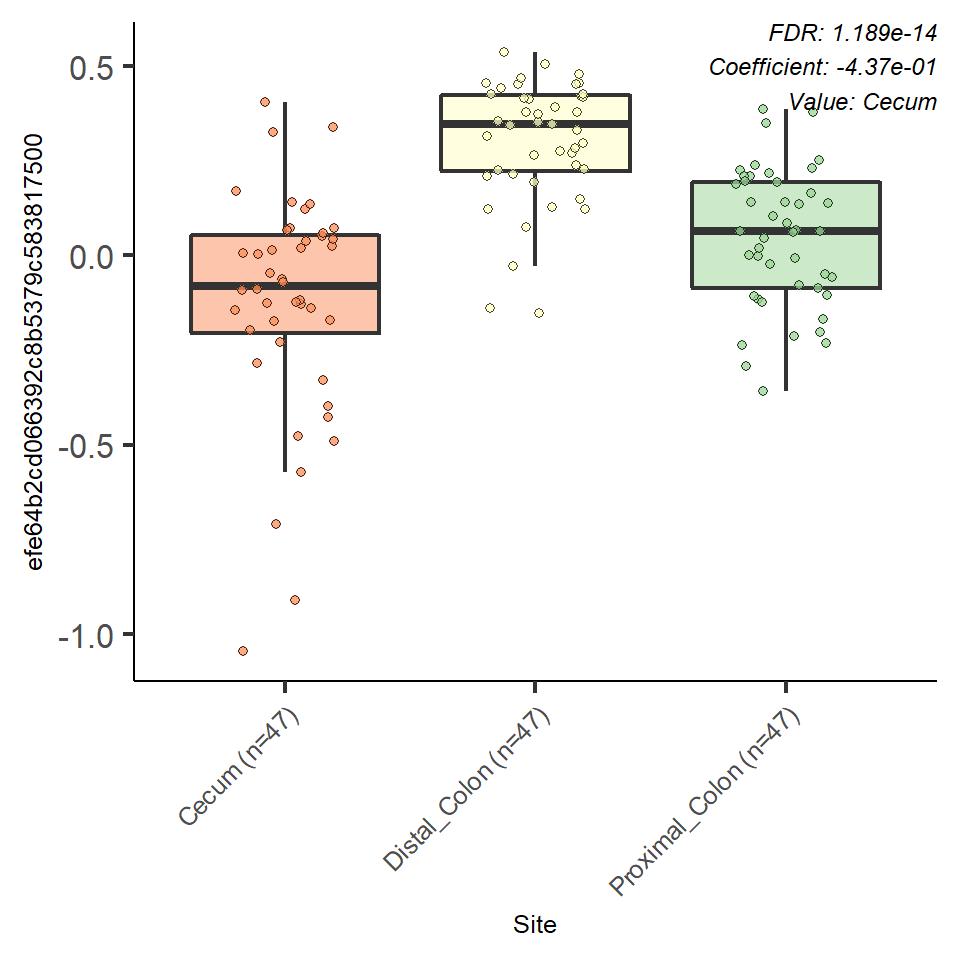 FDR: 1.189e-14
Coefficient: -4.37e-01
Value: Cecum
efe64b2cd066392c8b5379c583817500
0.5
0.0
-0.5
-1.0
Cecum (n=47)
Distal_Colon (n=47)
Proximal_Colon (n=47)
Site